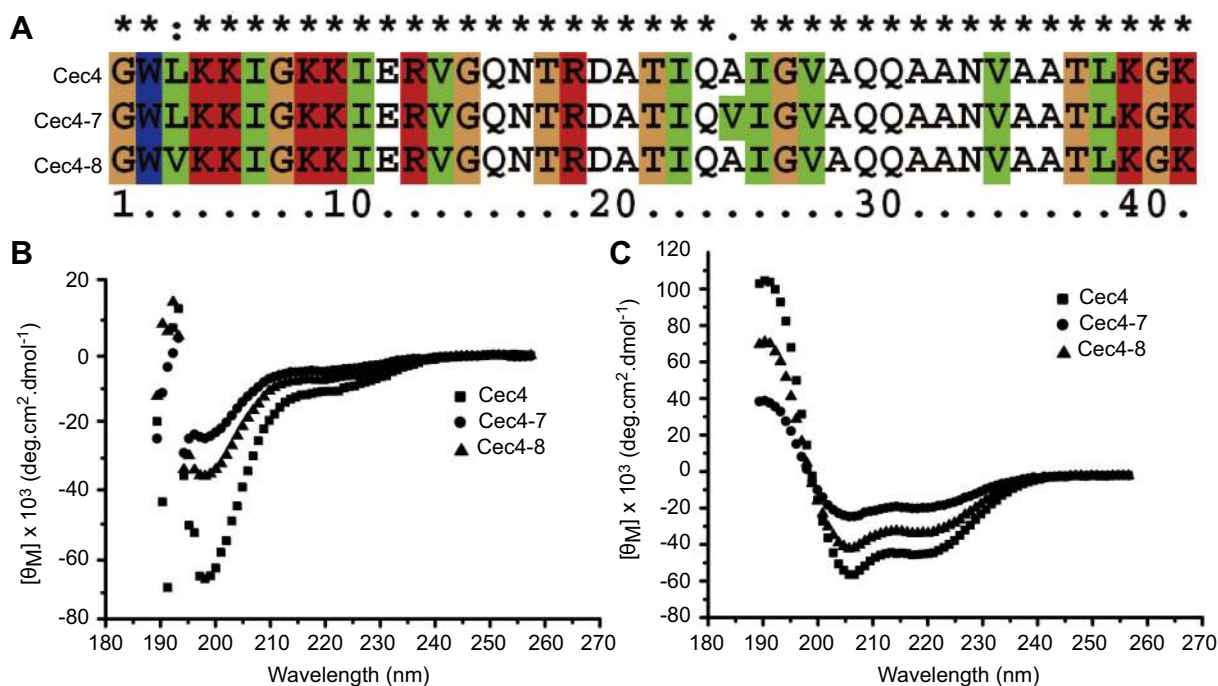 A
**:********************.*****************
Cec4 GWLKKIGKKIERVGQNTRDATIQAIGVAQQAANVAATLKGK
Cec4-7 GWLKKIGKKIERVGQNTRDATIQVIGVAQQAANVAATLKGK
Cec4-8 GWVKKIGKKIERVGQNTRDATIQAIGVAQQAANVAATLKGK
1.......10........20........30........40.
B
[θM] x 10³ (deg.cm².dmol⁻¹)
20
0
-20
-40
-60
-80
180 190 200 210 220 230 240 250 260 270
Wavelength (nm)
Cec4
Cec4-7
Cec4-8
C
[θM] x 10³ (deg.cm².dmol⁻¹)
120
100
80
60
40
20
0
-20
-40
-60
-80
180 190 200 210 220 230 240 250 260 270
Wavelength (nm)
Cec4
Cec4-7
Cec4-8